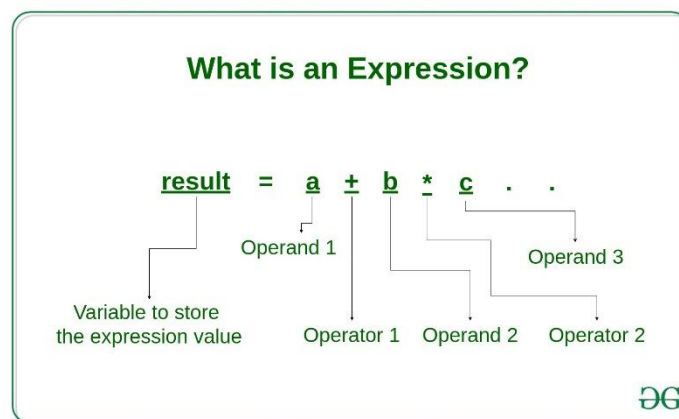 What is an Expression?
result = a + b * c . .
Operand 1
Operand 3
Variable to store
the expression value
Operator 1
Operand 2
Operator 2